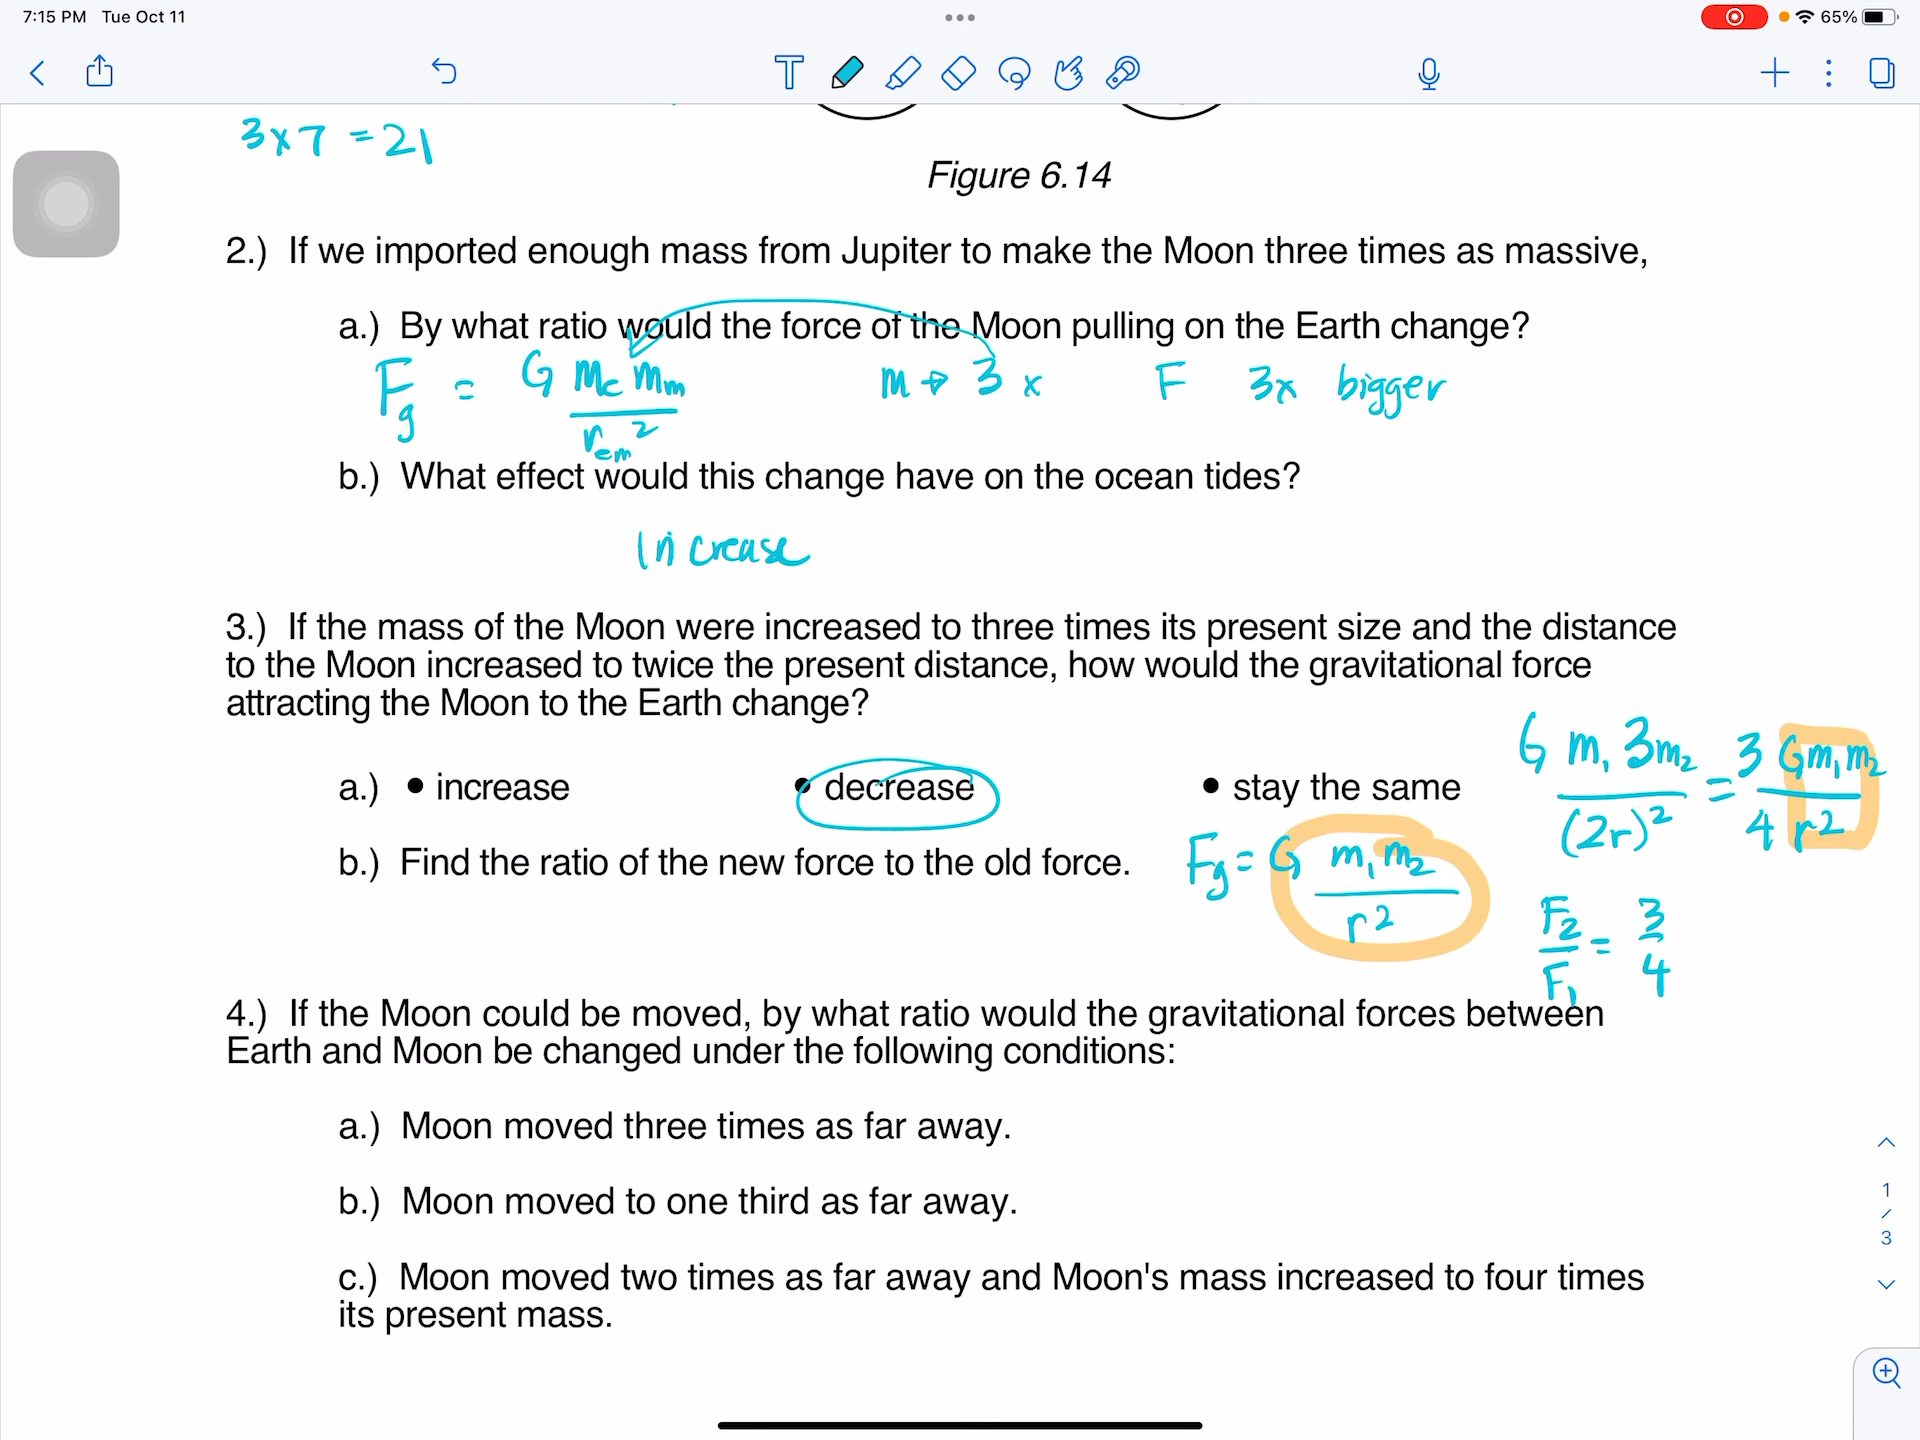 7:15 PM Tue Oct 11
65%
T
3 x 7 = 21
Figure 6.14
2.) If we imported enough mass from Jupiter to make the Moon three times as massive,
a.) By what ratio would the force of the Moon pulling on the Earth change?
Fg = G me mm / rem² m → 3 x F 3x bigger
b.) What effect would this change have on the ocean tides?
Increase
3.) If the mass of the Moon were increased to three times its present size and the distance
to the Moon increased to twice the present distance, how would the gravitational force
attracting the Moon to the Earth change?
G m₁ 3m₂ / (2r)² = 3 Gm₁m₂ / 4 r²
a.) • increase • decrease • stay the same
b.) Find the ratio of the new force to the old force. Fg = G m₁m₂ / r²
F₂ / F₁ = 3 / 4
4.) If the Moon could be moved, by what ratio would the gravitational forces between
Earth and Moon be changed under the following conditions:
a.) Moon moved three times as far away.
b.) Moon moved to one third as far away.
c.) Moon moved two times as far away and Moon's mass increased to four times
its present mass.
1
/
3